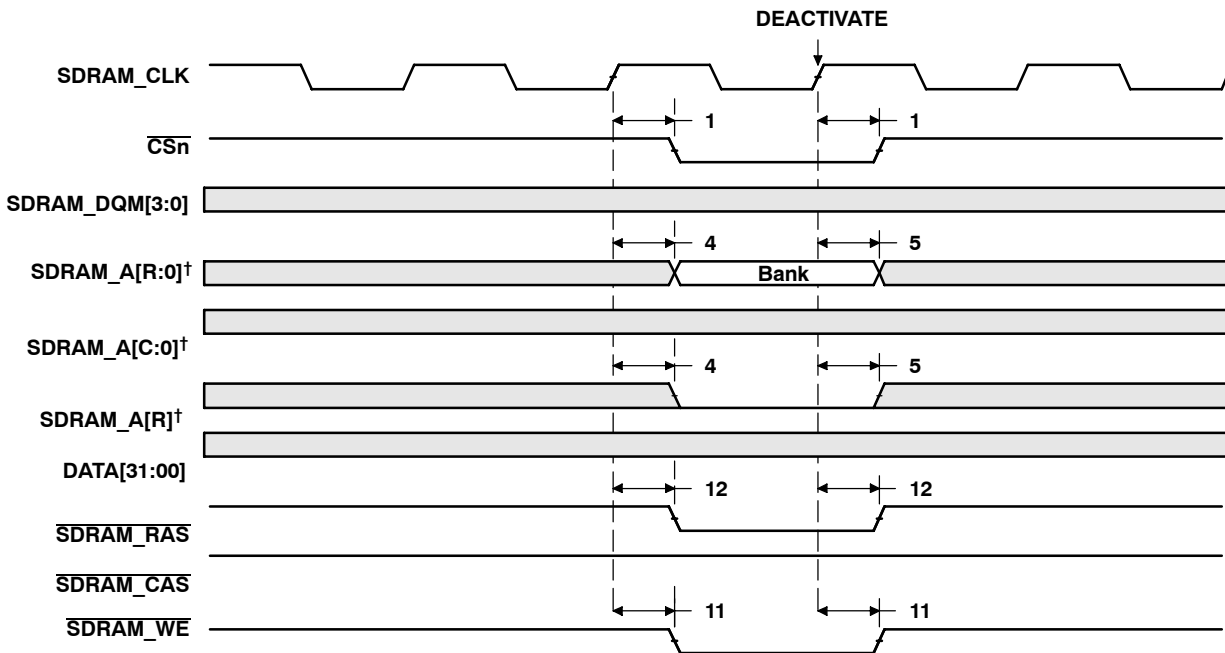 DEACTIVATE
SDRAM_CLK
1 1
CSn
SDRAM_DQM[3:0]
4 5
SDRAM_A[R:0]†
Bank
SDRAM_A[C:0]†
4 5
SDRAM_A[R]†
DATA[31:00]
12 12
SDRAM_RAS
SDRAM_CAS
11 11
SDRAM_WE